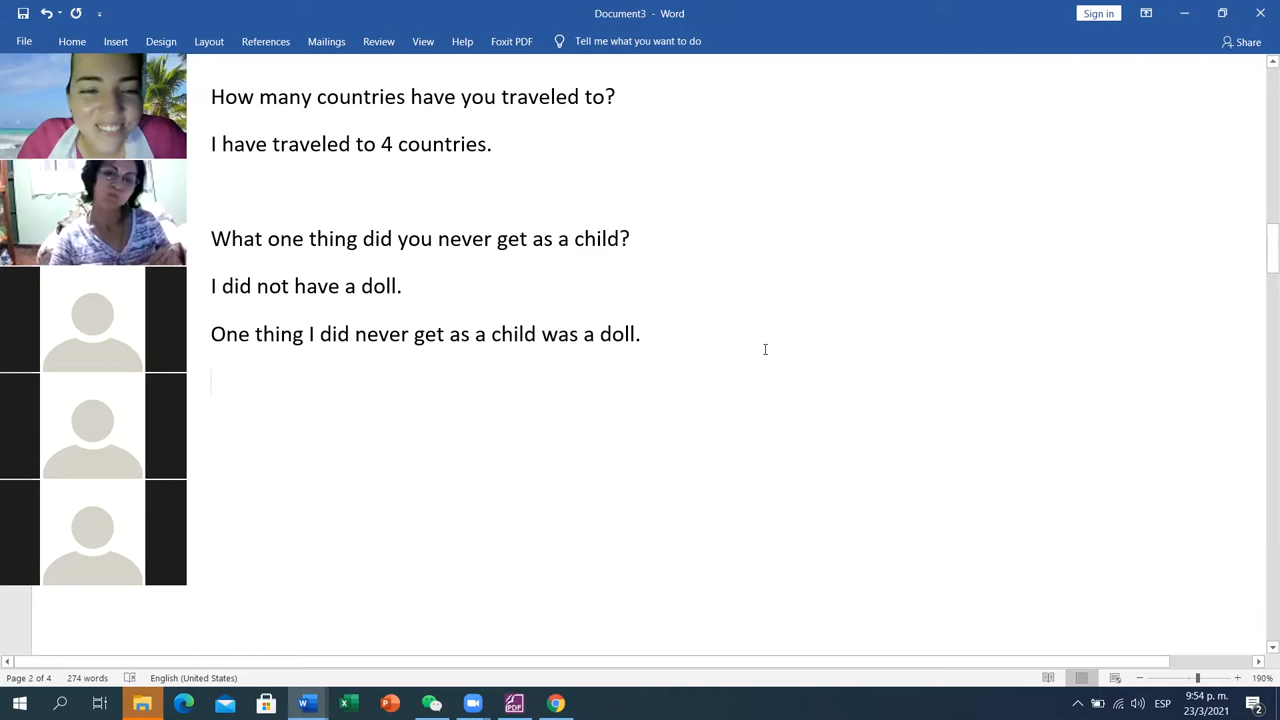 Document3 - Word
Sign in
File Home Insert Design Layout References Mailings Review View Help Foxit PDF Tell me what you want to do Share
How many countries have you traveled to?
I have traveled to 4 countries.
What one thing did you never get as a child?
I did not have a doll.
One thing I did never get as a child was a doll.
Page 2 of 4 274 words English (United States) 190%
ESP 9:54 p. m.
23/3/2021 2